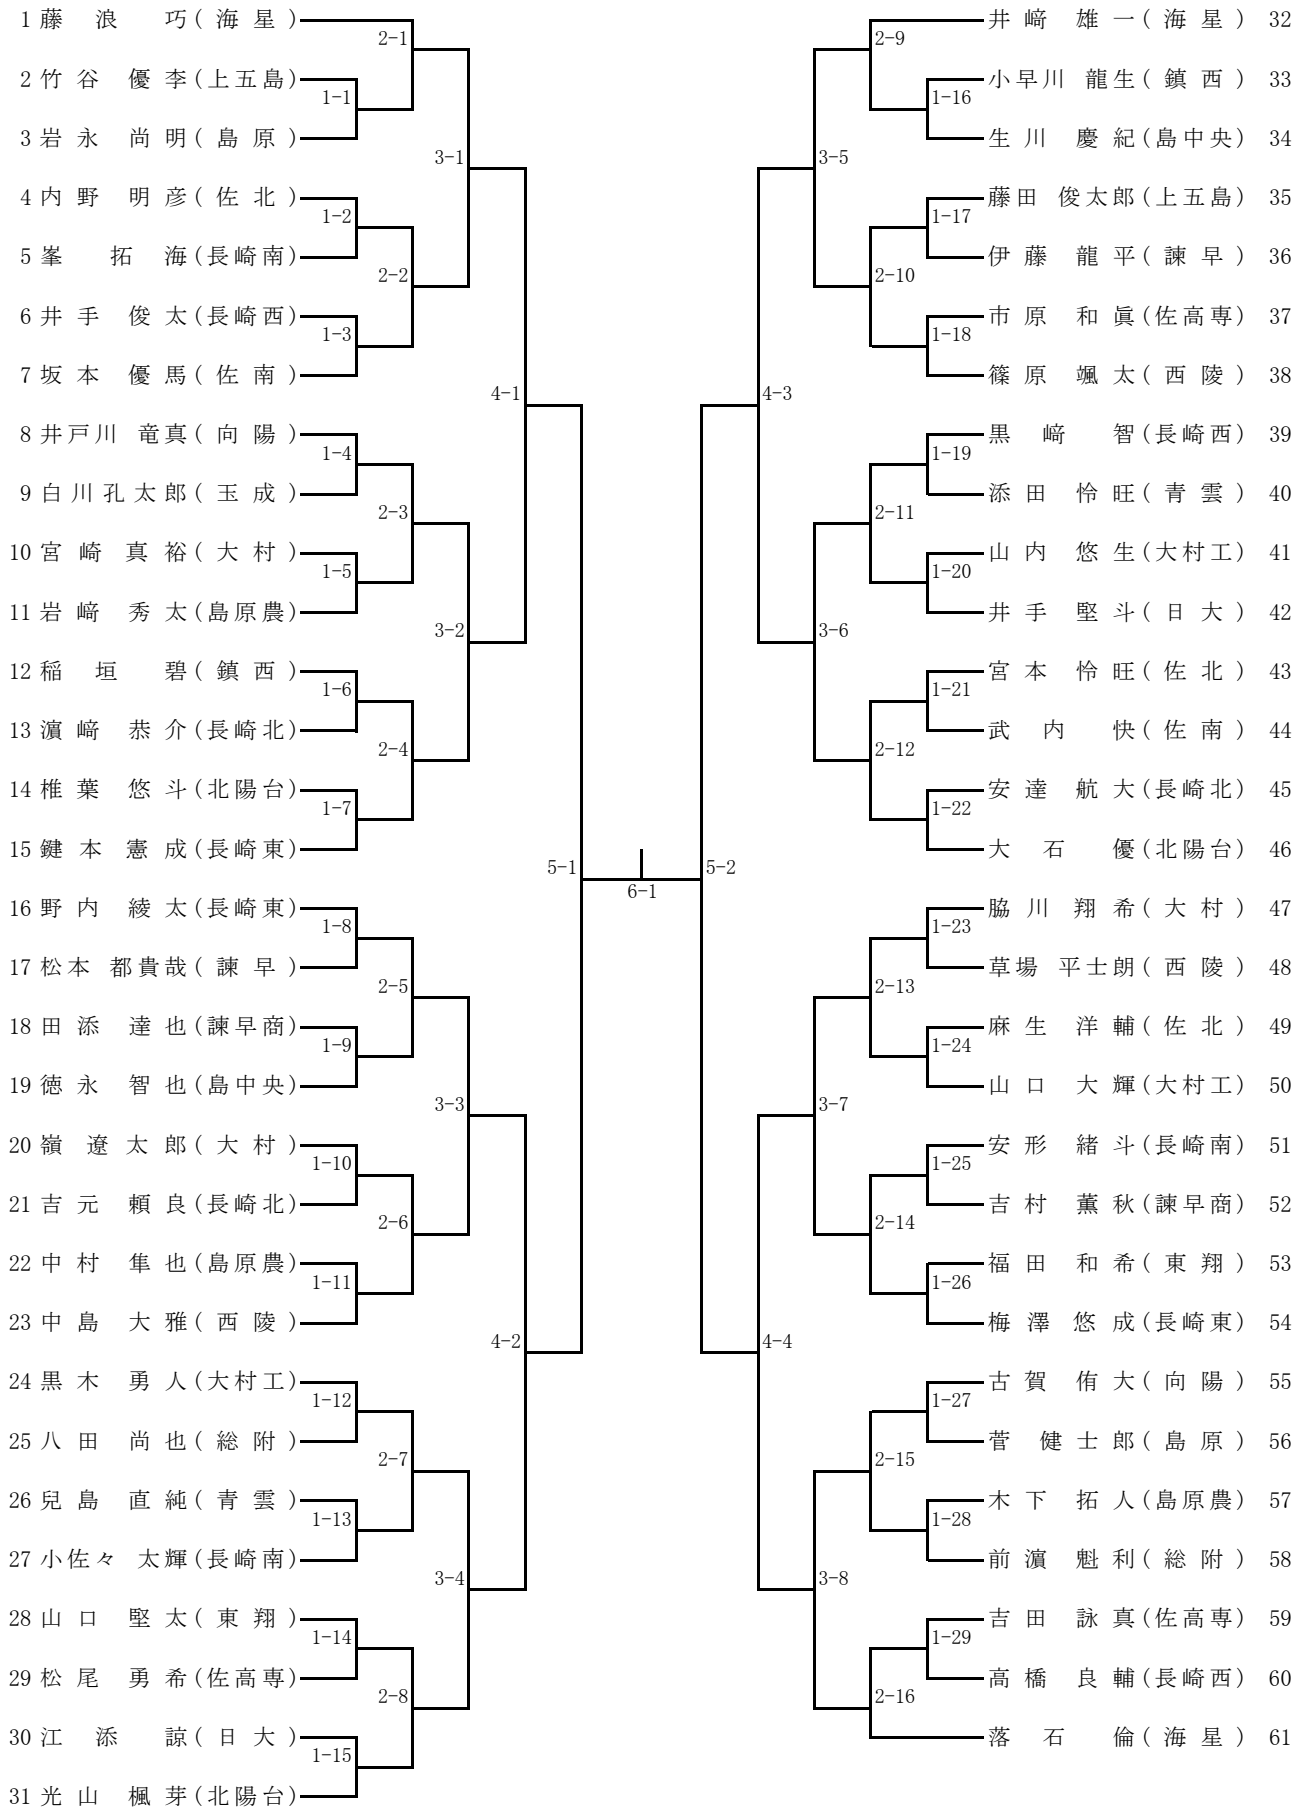 1 藤 浪 巧 ( 海 星 )
2 竹 谷 優 李 ( 上五島 )
3 岩 永 尚 明 ( 島 原 )
4 内 野 明 彦 ( 佐 北 )
5 峯 拓 海 ( 長崎南 )
6 井 手 俊 太 ( 長崎西 )
7 坂 本 優 馬 ( 佐 南 )
8 井戸川 竜真 ( 向 陽 )
9 白川孔太郎 ( 玉 成 )
10 宮 崎 真 裕 ( 大 村 )
11 岩 﨑 秀 太 ( 島原農 )
12 稲 垣 碧 ( 鎮 西 )
13 濵 﨑 恭 介 ( 長崎北 )
14 椎 葉 悠 斗 ( 北陽台 )
15 鍵 本 憲 成 ( 長崎東 )
16 野 内 綾 太 ( 長崎東 )
17 松本 都貴哉 ( 諫 早 )
18 田 添 達 也 ( 諫早商 )
19 徳 永 智 也 ( 島中央 )
20 嶺 遼 太 郎 ( 大 村 )
21 吉 元 頼 良 ( 長崎北 )
22 中 村 隼 也 ( 島原農 )
23 中 島 大 雅 ( 西 陵 )
24 黒 木 勇 人 ( 大村工 )
25 八 田 尚 也 ( 総 附 )
26 兒 島 直 純 ( 青 雲 )
27 小佐々 太輝 ( 長崎南 )
28 山 口 堅 太 ( 東 翔 )
29 松 尾 勇 希 ( 佐高専 )
30 江 添 諒 ( 日 大 )
31 光 山 楓 芽 ( 北陽台 )
1-1
1-2
1-3
1-4
1-5
1-6
1-7
1-8
1-9
1-10
1-11
1-12
1-13
1-14
1-15
2-1
2-2
2-3
2-4
2-5
2-6
2-7
2-8
3-1
3-2
3-3
3-4
4-1
4-2
5-1
6-1
5-2
4-3
4-4
3-5
3-6
3-7
3-8
2-9
2-10
2-11
2-12
2-13
2-14
2-15
2-16
1-16
1-17
1-18
1-19
1-20
1-21
1-22
1-23
1-24
1-25
1-26
1-27
1-28
1-29
井 﨑 雄 一 ( 海 星 ) 32
小早川 龍生 ( 鎮 西 ) 33
生 川 慶 紀 ( 島中央 ) 34
藤田 俊太郎 ( 上五島 ) 35
伊 藤 龍 平 ( 諫 早 ) 36
市 原 和 眞 ( 佐高専 ) 37
篠 原 颯 太 ( 西 陵 ) 38
黒 﨑 智 ( 長崎西 ) 39
添 田 怜 旺 ( 青 雲 ) 40
山 内 悠 生 ( 大村工 ) 41
井 手 堅 斗 ( 日 大 ) 42
宮 本 怜 旺 ( 佐 北 ) 43
武 内 快 ( 佐 南 ) 44
安 達 航 大 ( 長崎北 ) 45
大 石 優 ( 北陽台 ) 46
脇 川 翔 希 ( 大 村 ) 47
草場 平士朗 ( 西 陵 ) 48
麻 生 洋 輔 ( 佐 北 ) 49
山 口 大 輝 ( 大村工 ) 50
安 形 緒 斗 ( 長崎南 ) 51
吉 村 薫 秋 ( 諫早商 ) 52
福 田 和 希 ( 東 翔 ) 53
梅 澤 悠 成 ( 長崎東 ) 54
古 賀 侑 大 ( 向 陽 ) 55
菅 健 士 郎 ( 島 原 ) 56
木 下 拓 人 ( 島原農 ) 57
前 濵 魁 利 ( 総 附 ) 58
吉 田 詠 真 ( 佐高専 ) 59
高 橋 良 輔 ( 長崎西 ) 60
落 石 倫 ( 海 星 ) 61